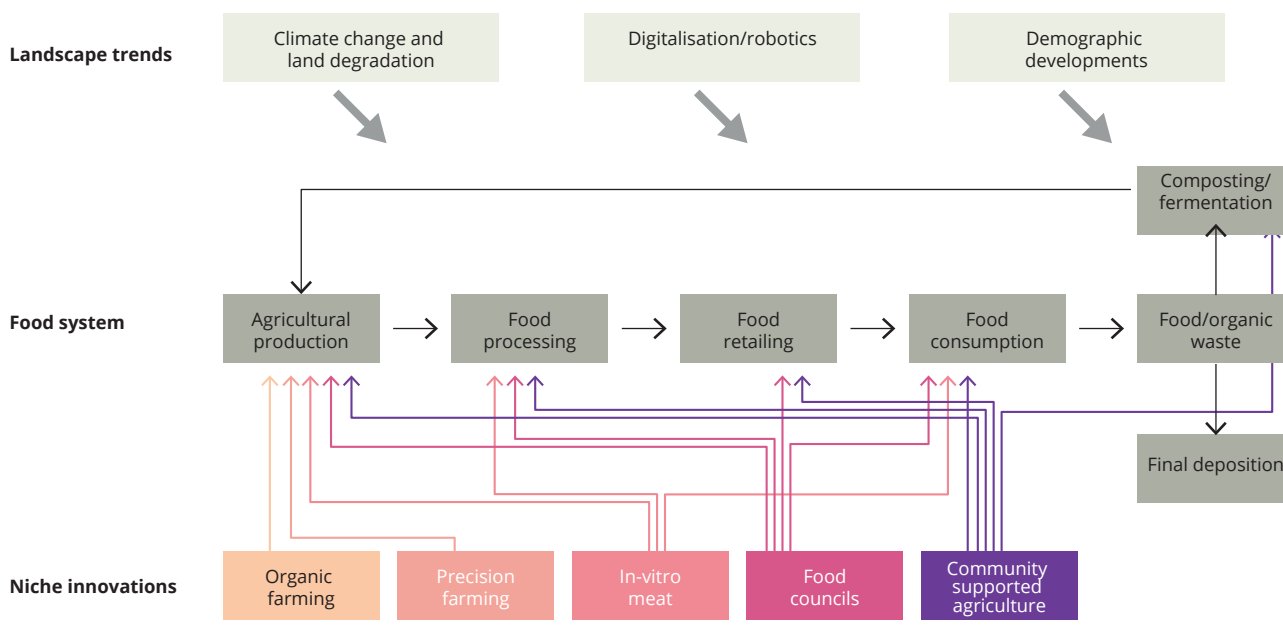 Landscape trends
Climate change and
land degradation
Digitalisation/robotics
Demographic
developments
Composting/
fermentation
Food system
Agricultural
production
Food
processing
Food
retailing
Food
consumption
Food/organic
waste
Final deposition
Niche innovations
Organic
farming
Precision
farming
In-vitro
meat
Food
councils
Community
supported
agriculture